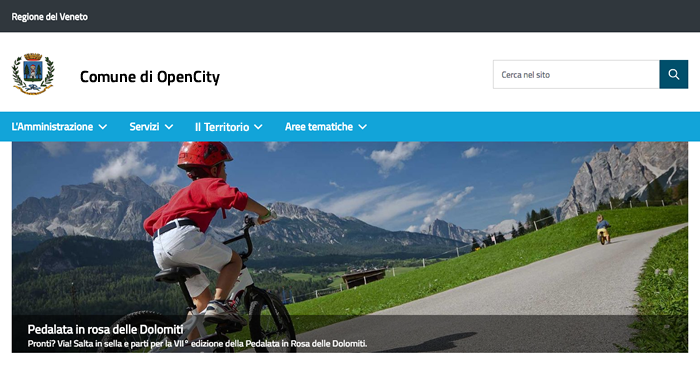 Regione del Veneto
Comune di OpenCity
Cerca nel sito
L'Amministrazione
Servizi
Il Territorio
Aree tematiche
Pedalata in rosa delle Dolomiti
Pronti? Via! Salta in sella e parti per la VII° edizione della Pedalata in Rosa delle Dolomiti.